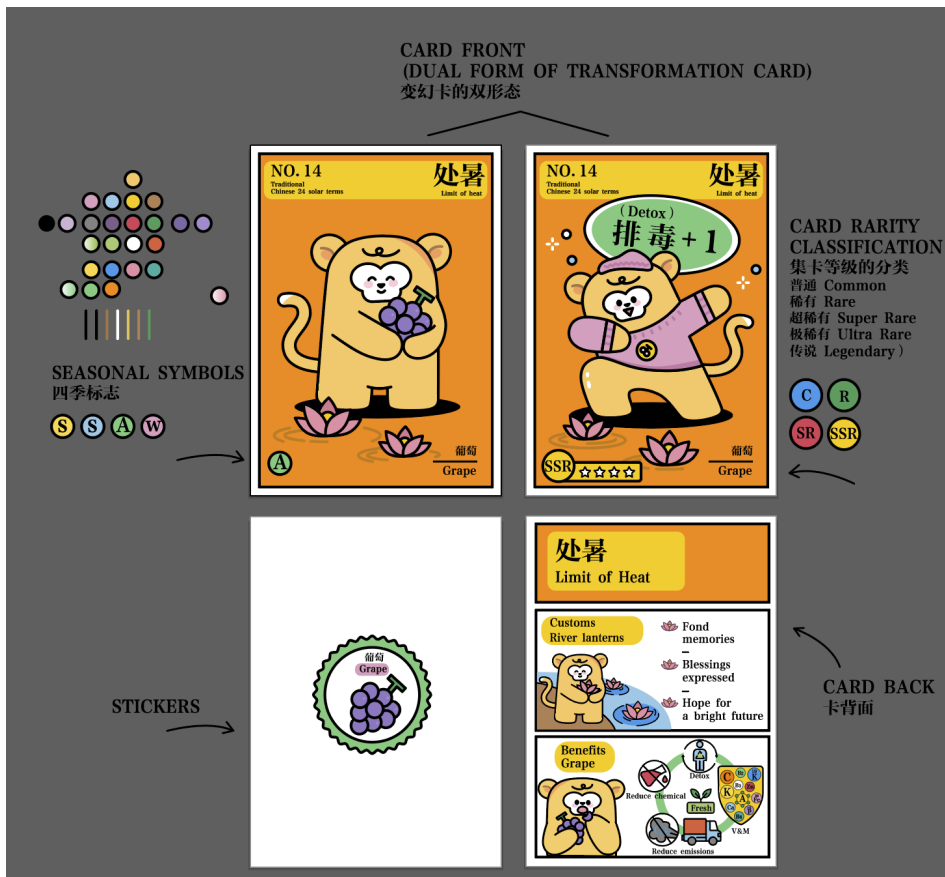 CARD FRONT
(DUAL FORM OF TRANSFORMATION CARD)
变幻卡的双形态
NO. 14
Traditional
Chinese 24 solar terms
处暑
Limit of heat
A
葡萄
Grape
NO. 14
Traditional
Chinese 24 solar terms
处暑
Limit of heat
(Detox)
排毒+1
SSR
葡萄
Grape
SEASONAL SYMBOLS
四季标志
S S A W
CARD RARITY
CLASSIFICATION
集卡等级的分类
普通 Common
稀有 Rare
超稀有 Super Rare
极稀有 Ultra Rare
传说 Legendary )
C R
SR SSR
STICKERS
葡萄
Grape
处暑
Limit of Heat
Customs
River lanterns
Fond
memories
Blessings
expressed
Hope for
a bright future
Benefits
Grape
Detox
Reduce chemical
Fresh
Reduce emissions
C
K
K
A
V&M
CARD BACK
卡背面